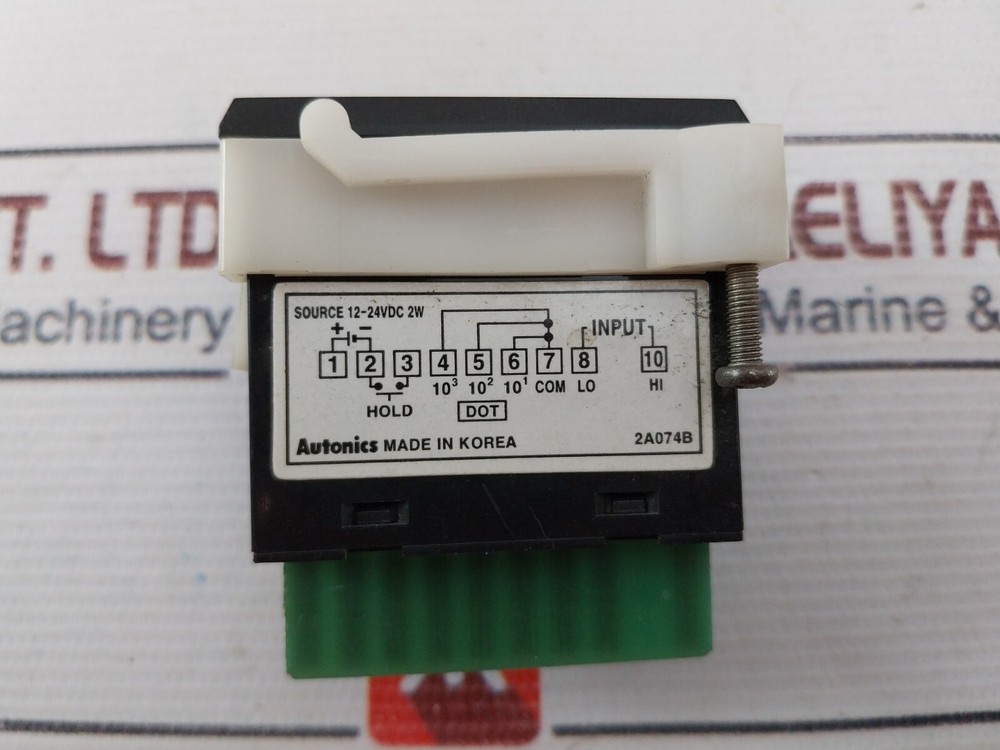 T. LTD
ELIYA
achinery
Marine &
SOURCE 12-24VDC 2W
+ −
INPUT
1 2 3 4 5 6 7 8 10
10³ 10² 10¹ COM LO HI
HOLD
DOT
Autonics MADE IN KOREA
2A074B